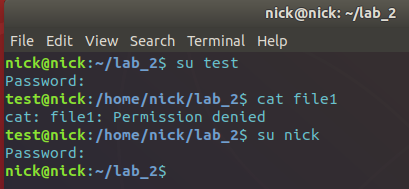 nick@nick: ~/lab_2
File Edit View Search Terminal Help
nick@nick:~/lab_2$ su test
Password:
test@nick:/home/nick/lab_2$ cat file1
cat: file1: Permission denied
test@nick:/home/nick/lab_2$ su nick
Password:
nick@nick:~/lab_2$